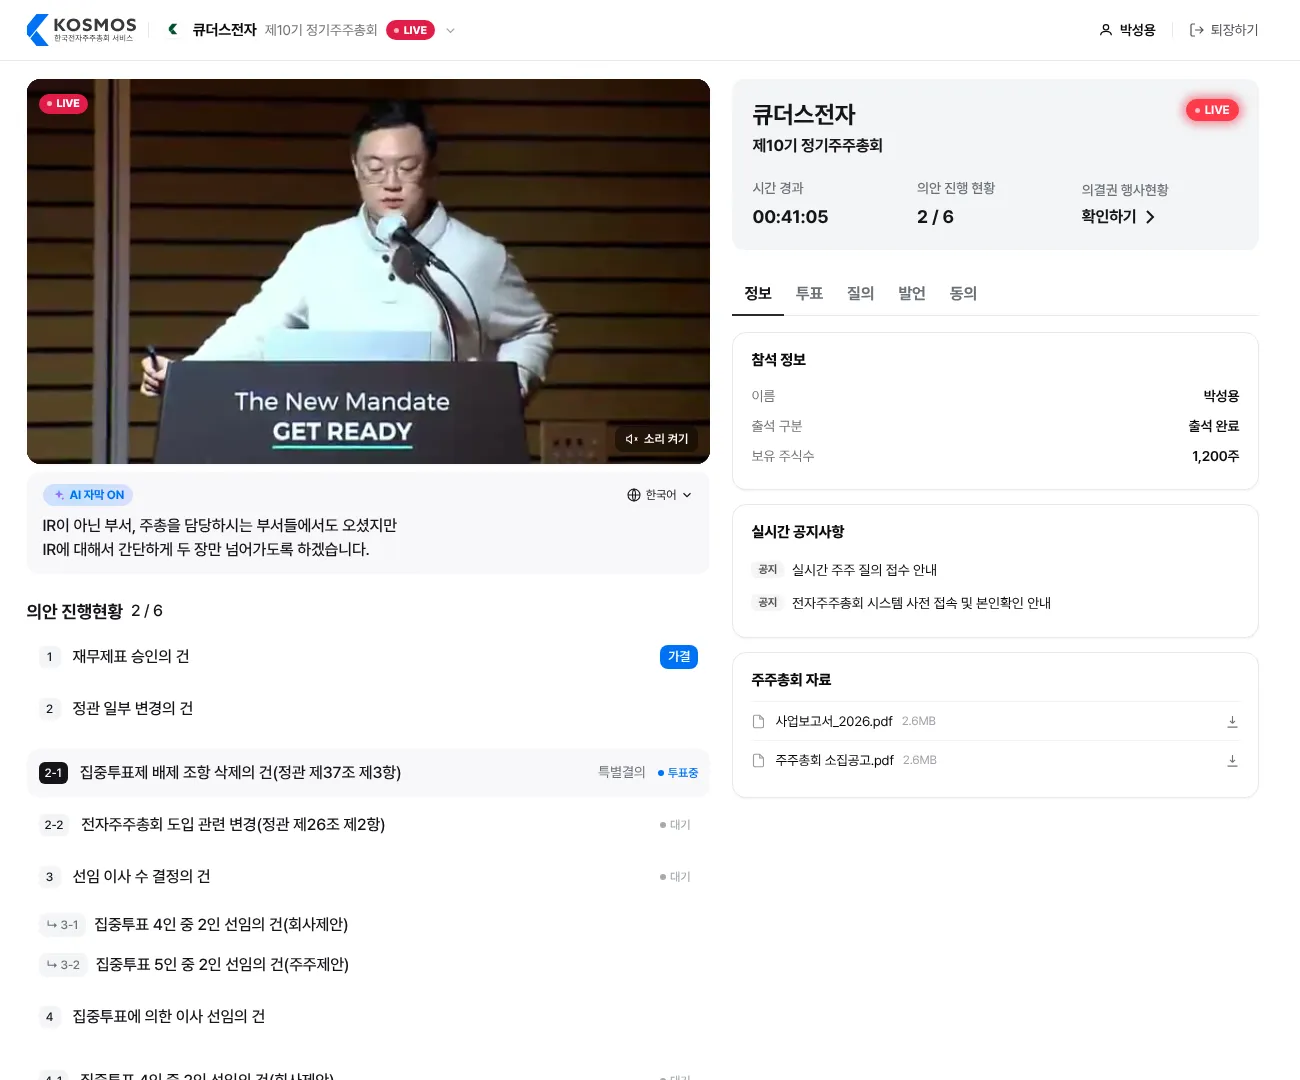 KOSMOS
한국전자주주총회 서비스
큐더스전자 제10기 정기주주총회 LIVE
박성용
퇴장하기
LIVE
The New Mandate
GET READY
소리 켜기
AI 자막 ON
한국어
IR이 아닌 부서, 주총을 담당하시는 부서들에서도 오셨지만
IR에 대해서 간단하게 두 장만 넘어가도록 하겠습니다.
의안 진행현황 2 / 6
1 재무제표 승인의 건 가결
2 정관 일부 변경의 건
2-1 집중투표제 배제 조항 삭제의 건(정관 제37조 제3항) 특별결의 투표중
2-2 전자주주총회 도입 관련 변경(정관 제26조 제2항) 대기
3 선임 이사 수 결정의 건 대기
3-1 집중투표 4인 중 2인 선임의 건(회사제안)
3-2 집중투표 5인 중 2인 선임의 건(주주제안)
4 집중투표에 의한 이사 선임의 건
4-1 집중투표 4인 중 2인 선임의 건(회사제안) 대기
큐더스전자 LIVE
제10기 정기주주총회
시간 경과
00:41:05
의안 진행 현황
2 / 6
의결권 행사현황
확인하기
정보 투표 질의 발언 동의
참석 정보
이름 박성용
출석 구분 출석 완료
보유 주식수 1,200주
실시간 공지사항
공지 실시간 주주 질의 접수 안내
공지 전자주주총회 시스템 사전 접속 및 본인확인 안내
주주총회 자료
사업보고서_2026.pdf 2.6MB
주주총회 소집공고.pdf 2.6MB